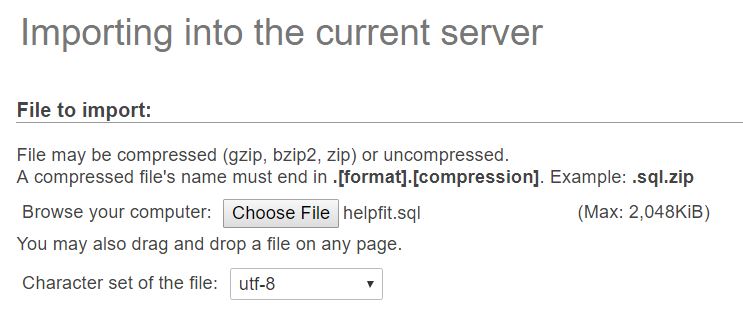 Importing into the current server
File to import:
File may be compressed (gzip, bzip2, zip) or uncompressed.
A compressed file's name must end in .[format].[compression]. Example: .sql.zip
Browse your computer: Choose File helpfit.sql (Max: 2,048KiB)
You may also drag and drop a file on any page.
Character set of the file: utf-8